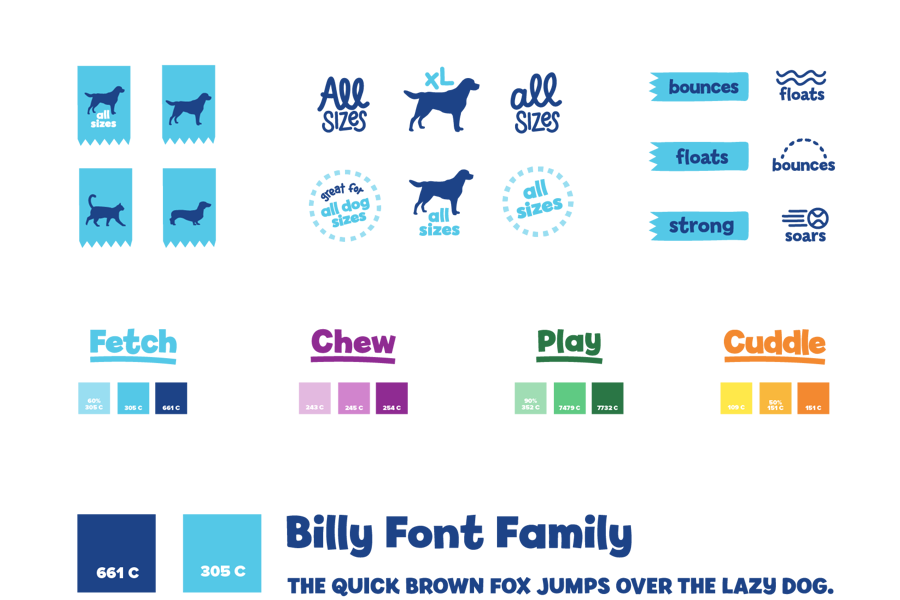 all
sizes
All
SIZES
XL
all
SIZES
great for
all dog
sizes
all
sizes
all
sizes
bounces
floats
floats
bounces
strong
soars
Fetch
Chew
Play
Cuddle
60%
305 C
305 C
661 C
243 C
245 C
254 C
90%
352 C
7479 C
7732 C
109 C
50%
151 C
151 C
661 C
305 C
Billy Font Family
THE QUICK BROWN FOX JUMPS OVER THE LAZY DOG.